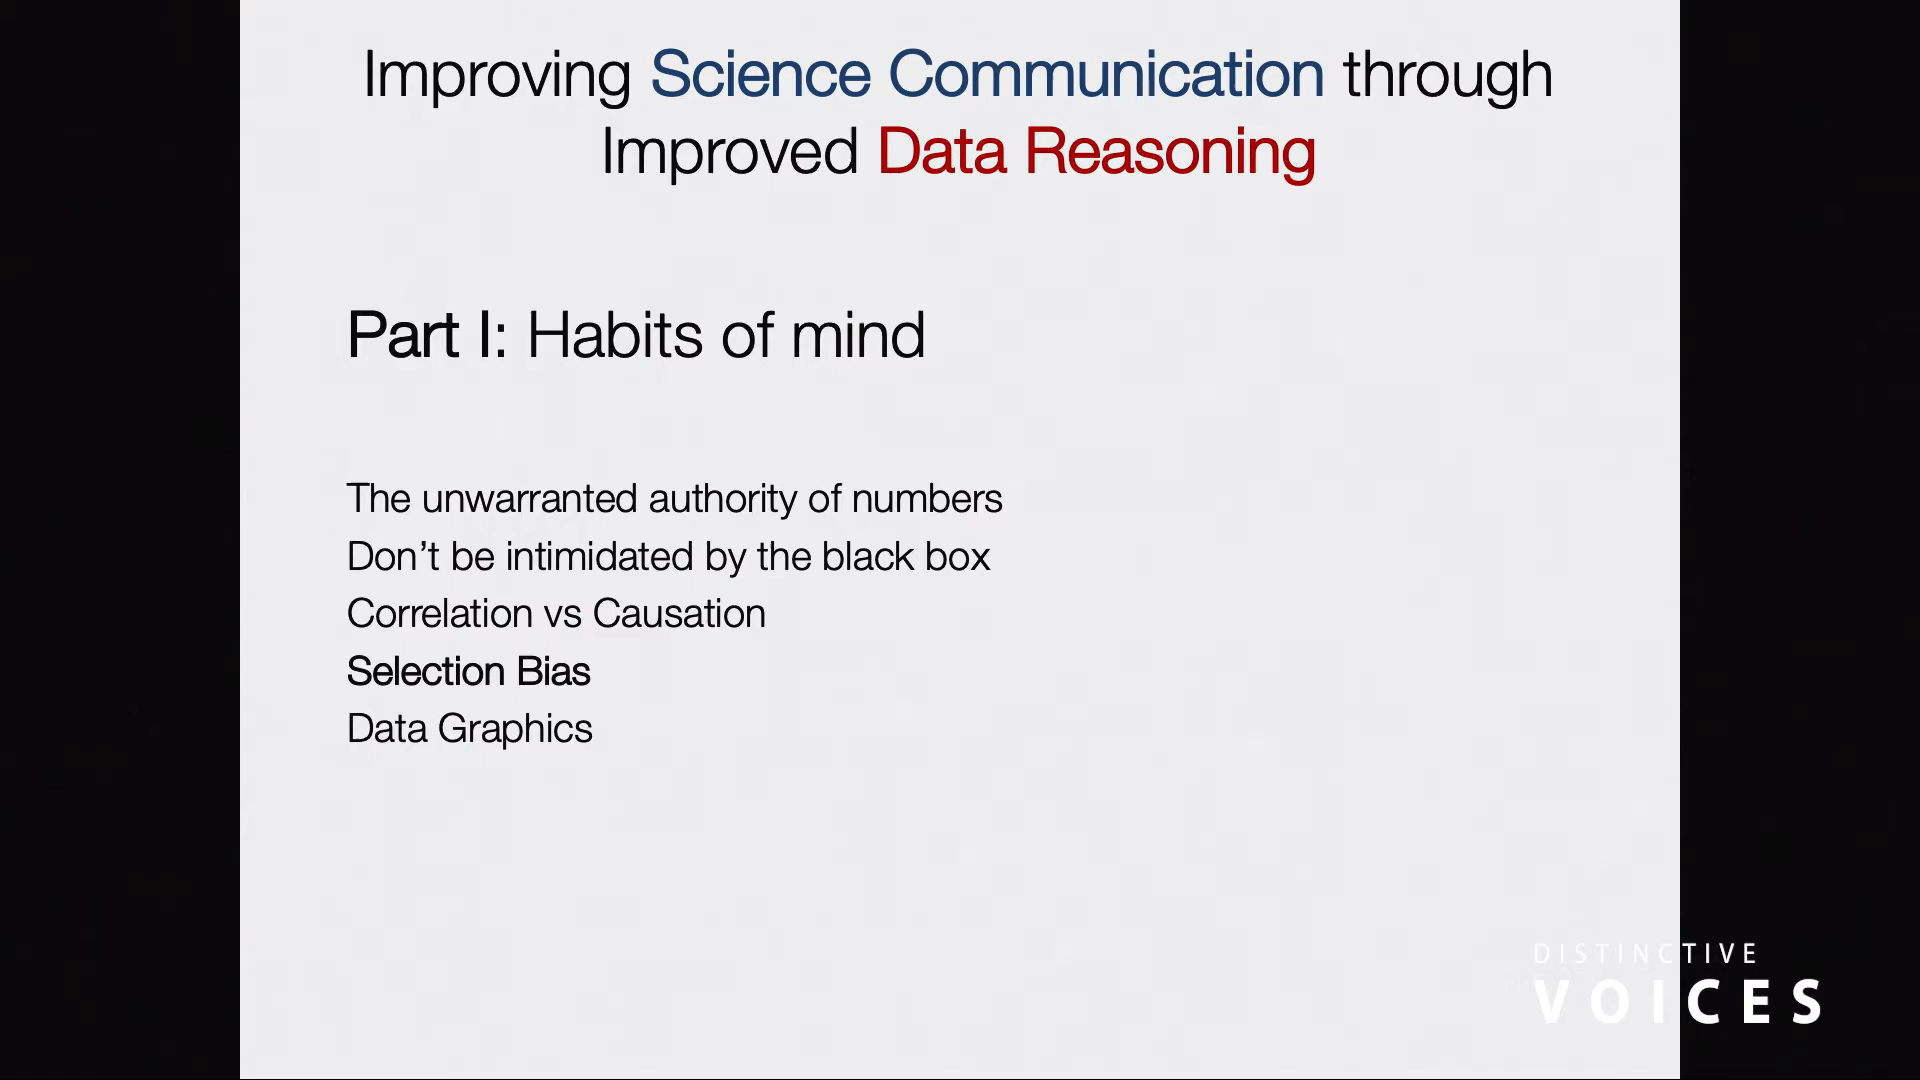 Improving Science Communication through
Improved Data Reasoning
Part I: Habits of mind
The unwarranted authority of numbers
Don’t be intimidated by the black box
Correlation vs Causation
Selection Bias
Data Graphics
DISTINCTIVE
VOICES